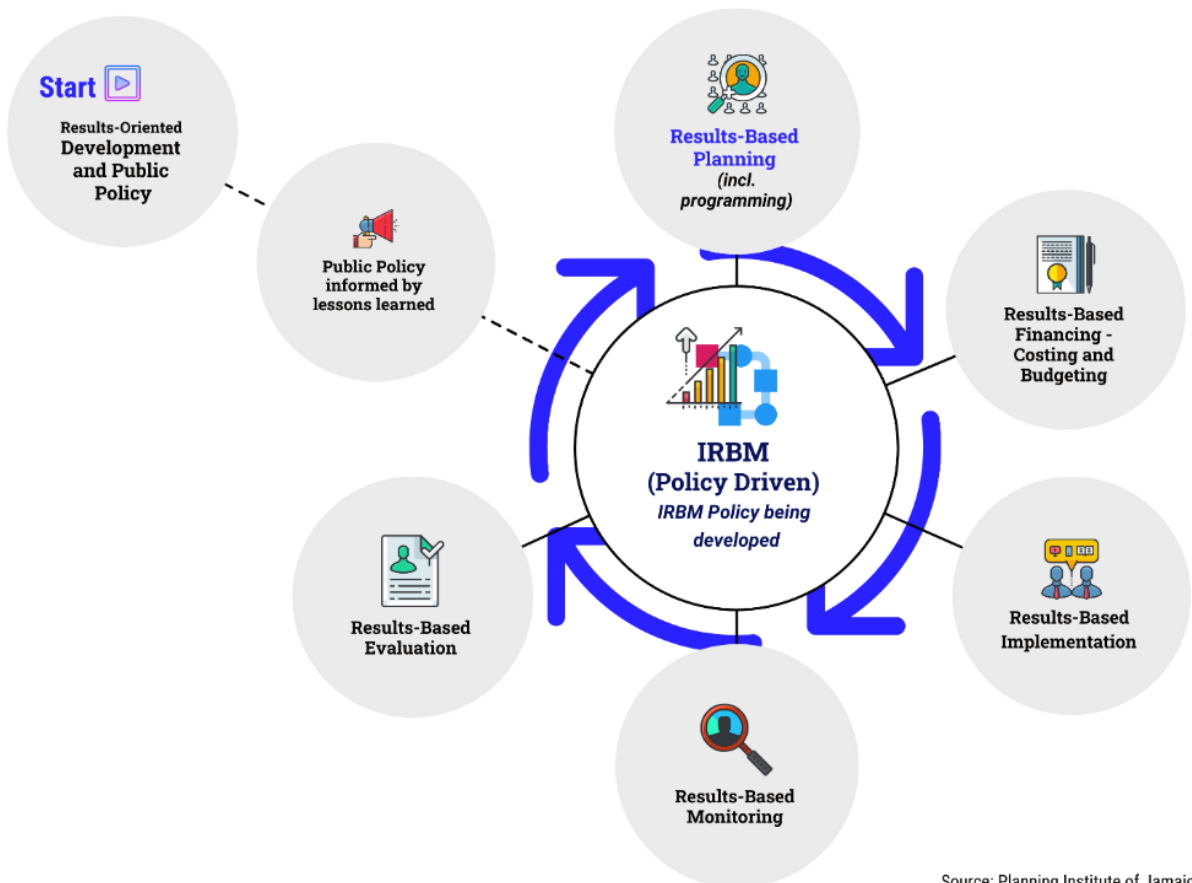 Start
Results-Oriented
Development
and Public
Policy
Public Policy
informed by
lessons learned
Results-Based
Planning
(incl.
programming)
Results-Based
Financing -
Costing and
Budgeting
IRBM
(Policy Driven)
IRBM Policy being
developed
Results-Based
Implementation
Results-Based
Monitoring
Results-Based
Evaluation
Source: Planning Institute of Jamaic